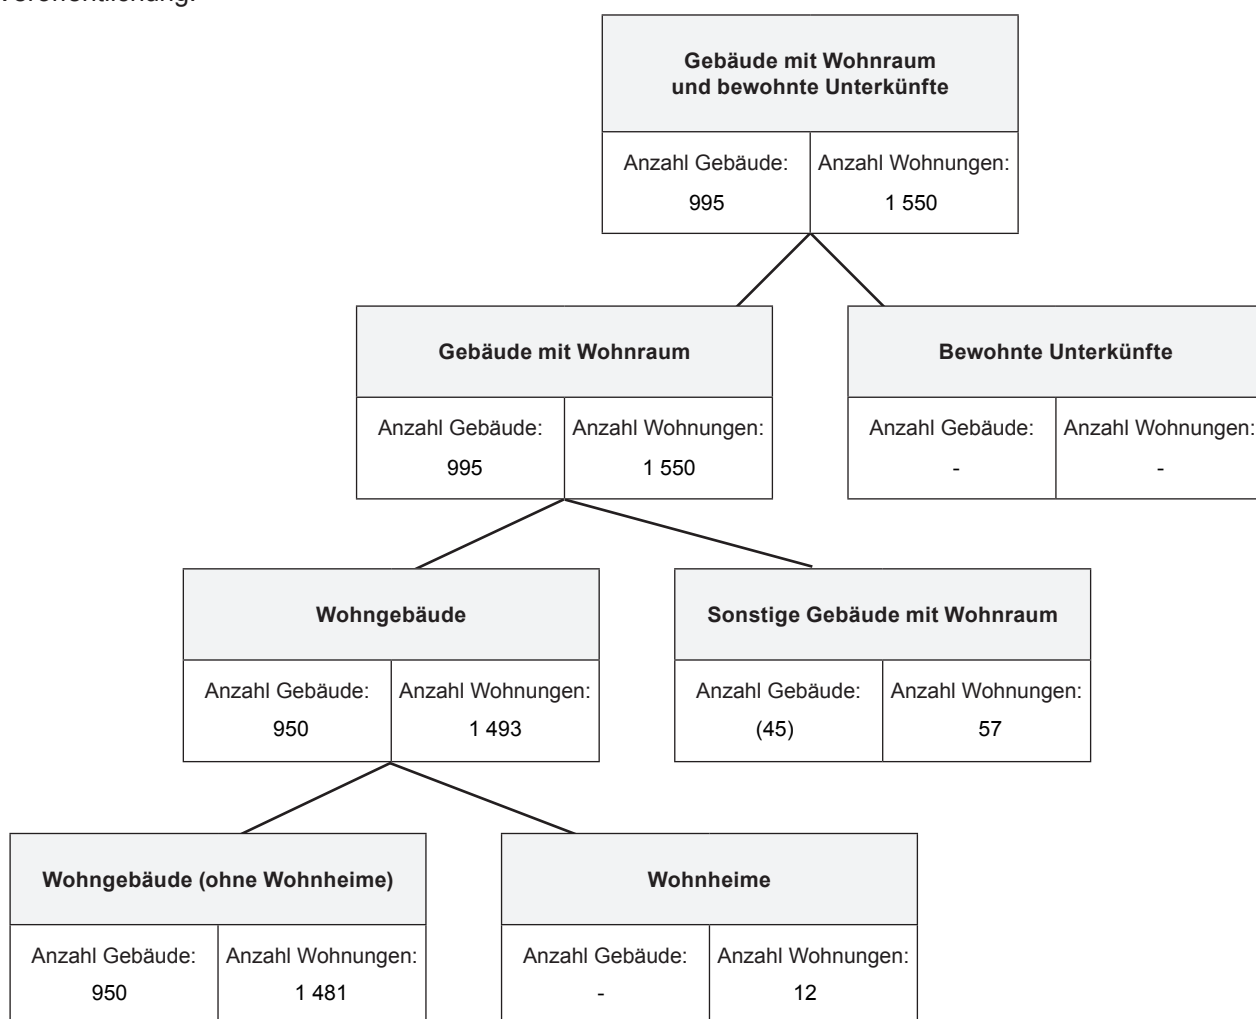 Veröffentlichung.
Gebäude mit Wohnraum
und bewohnte Unterkünfte
Anzahl Gebäude: Anzahl Wohnungen:
995 1 550
Gebäude mit Wohnraum
Bewohnte Unterkünfte
Anzahl Gebäude: Anzahl Wohnungen:
995 1 550
Anzahl Gebäude: Anzahl Wohnungen:
- -
Wohngebäude
Sonstige Gebäude mit Wohnraum
Anzahl Gebäude: Anzahl Wohnungen:
950 1 493
Anzahl Gebäude: Anzahl Wohnungen:
(45) 57
Wohngebäude (ohne Wohnheime)
Wohnheime
Anzahl Gebäude: Anzahl Wohnungen:
950 1 481
Anzahl Gebäude: Anzahl Wohnungen:
- 12